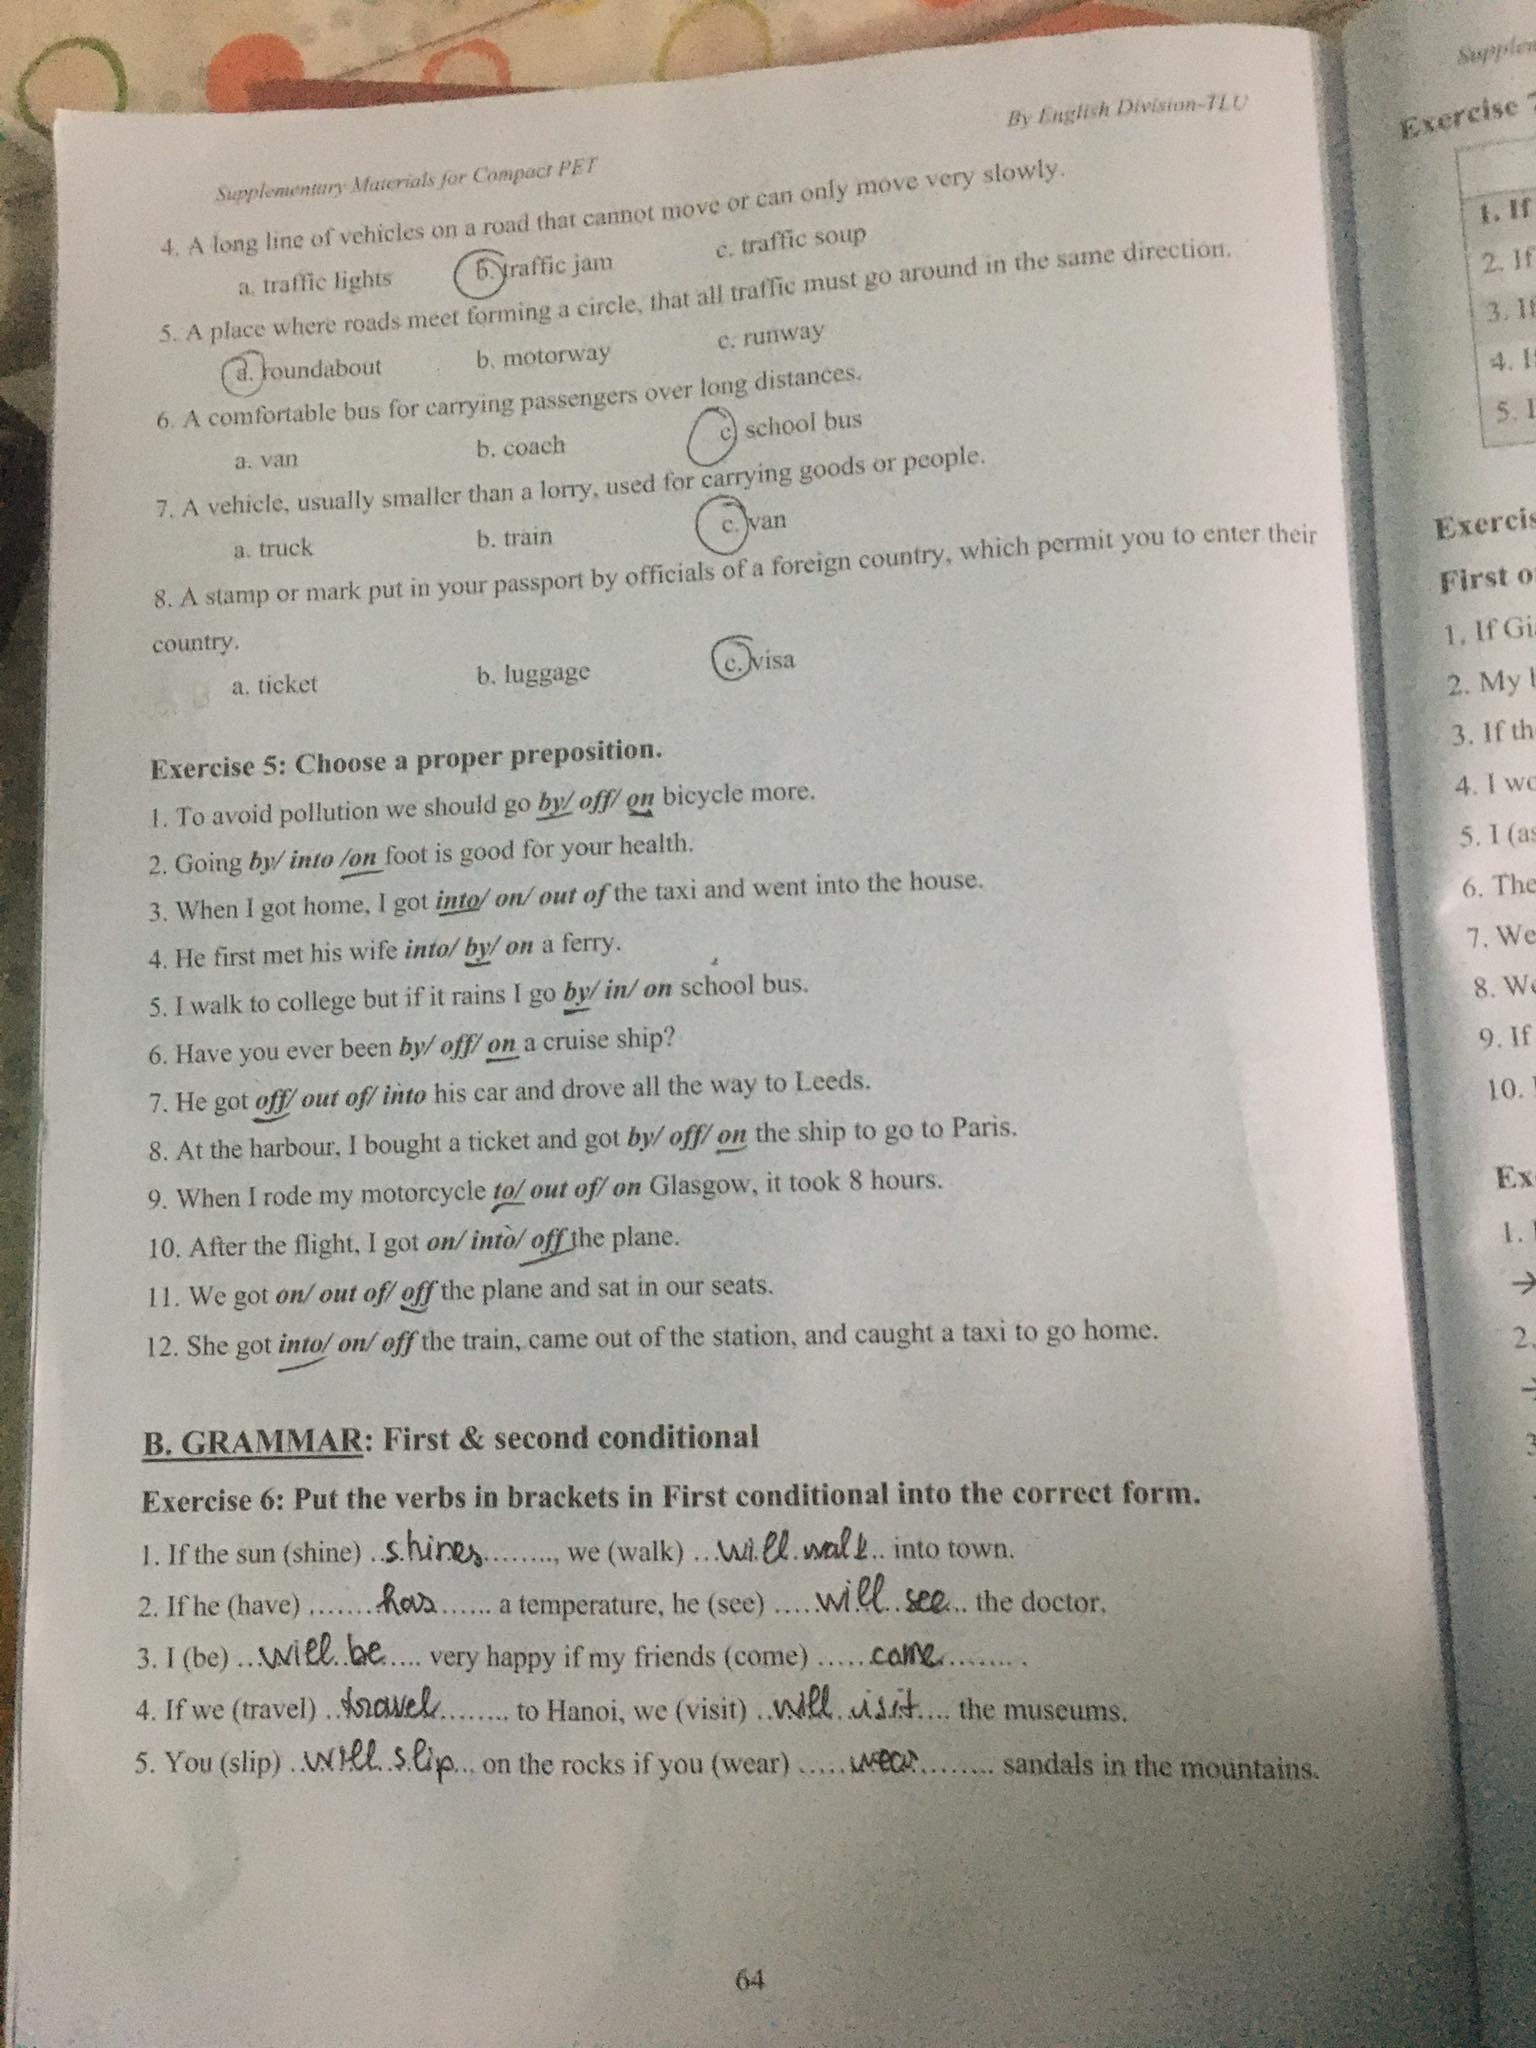 Supplementary Materials for Compact PET By English Division-TLU
4. A long line of vehicles on a road that cannot move or can only move very slowly.
a. traffic lights b. traffic jam c. traffic soup
5. A place where roads meet forming a circle, that all traffic must go around in the same direction.
a. roundabout b. motorway c. runway
6. A comfortable bus for carrying passengers over long distances.
a. van b. coach c. school bus
7. A vehicle, usually smaller than a lorry, used for carrying goods or people.
a. truck b. train c. van
8. A stamp or mark put in your passport by officials of a foreign country, which permit you to enter their
country.
a. ticket b. luggage c. visa
Exercise 5: Choose a proper preposition.
1. To avoid pollution we should go by/ off/ on bicycle more.
2. Going by/ into /on foot is good for your health.
3. When I got home, I got into/ on/ out of the taxi and went into the house.
4. He first met his wife into/ by/ on a ferry.
5. I walk to college but if it rains I go by/ in/ on school bus.
6. Have you ever been by/ off/ on a cruise ship?
7. He got off/ out of/ into his car and drove all the way to Leeds.
8. At the harbour, I bought a ticket and got by/ off/ on the ship to go to Paris.
9. When I rode my motorcycle to/ out of/ on Glasgow, it took 8 hours.
10. After the flight, I got on/ into/ off the plane.
11. We got on/ out of/ off the plane and sat in our seats.
12. She got into/ on/ off the train, came out of the station, and caught a taxi to go home.
B. GRAMMAR: First & second conditional
Exercise 6: Put the verbs in brackets in First conditional into the correct form.
1. If the sun (shine) ..shines........, we (walk) ...will walk.. into town.
2. If he (have) .......has...... a temperature, he (see) .....will see... the doctor.
3. I (be) ...will be.... very happy if my friends (come) .....come........ .
4. If we (travel) ..travel........ to Hanoi, we (visit) ..will visit.... the museums.
5. You (slip) ..will slip... on the rocks if you (wear) .....wear........ sandals in the mountains.
64
Exercise
1. If
2. If
3. If
4.
5.
First
1. If
2. My
3. If
4. I
5. I
6. The
7. We
8. We
9. If
10.
1.
→
2.
→
3